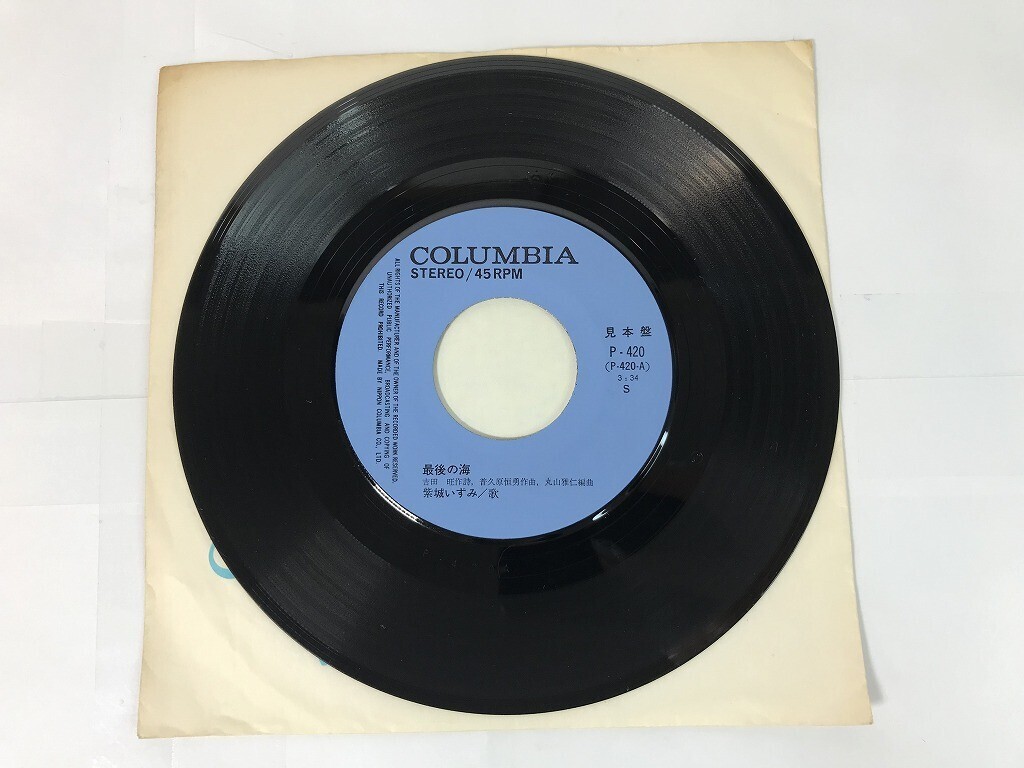 COLUMBIA
STEREO/45RPM
見本盤
P-420
(P-420-A)
3:34
S
ALL RIGHTS OF THE MANUFACTURER AND OF THE OWNER OF THE RECORDED WORK RESERVED.
UNAUTHORIZED PUBLIC PERFORMANCE, BROADCASTING AND COPYING OF
THIS RECORD PROHIBITED. MADE BY NIPPON COLUMBIA CO., LTD.
最後の海
吉田 旺作詩, 普久原恒勇作曲, 丸山雅仁編曲
紫城いずみ/歌